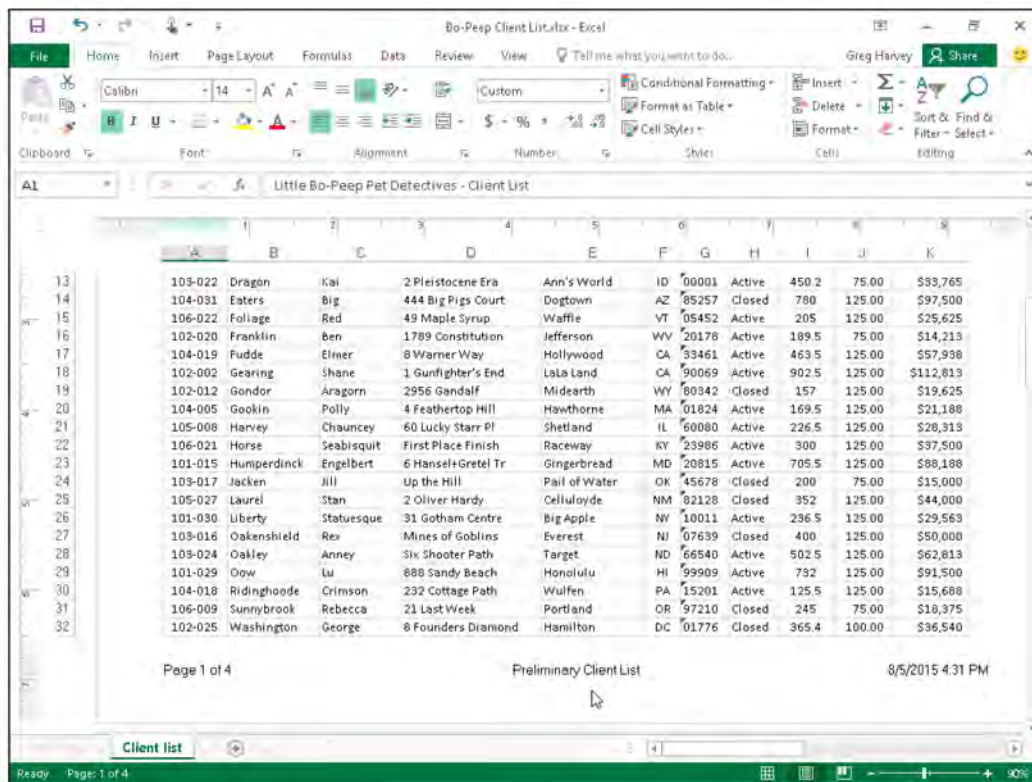 Bo-Peep Client List.xlsx - Excel
File Home Insert Page Layout Formulas Data Review View Tell me what you want to do... Greg Harvey Share
Calibri 14 A A Custom Conditional Formatting Insert
Paste Format as Table Delete
B I U A $ % , Cell Styles Format Sort & Filter Find & Select
Clipboard Font Alignment Number Styles Cells Editing
A1 fx Little Bo-Peep Pet Detectives - Client List
1 2 3 4 5 6 7 8 9
A B C D E F G H I J K
13 103-022 Dragon Kai 2 Pleistocene Era Ann's World ID 00001 Active 450.2 75.00 $33,765
14 104-031 Eaters Big 444 Big Pigs Court Dogtown AZ 85257 Closed 780 125.00 $97,500
15 106-022 Foliage Red 49 Maple Syrup Waffle VT 05452 Active 205 125.00 $25,625
16 102-020 Franklin Ben 1789 Constitution Jefferson WV 20178 Active 189.5 75.00 $14,213
17 104-019 Fudde Elmer 8 Warner Way Hollywood CA 33461 Active 463.5 125.00 $57,938
18 102-002 Gearing Shane 1 Gunfighter's End LaLa Land CA 90069 Active 902.5 125.00 $112,813
19 102-012 Gondor Aragorn 2956 Gandalf Midearth WY 80342 Closed 157 125.00 $19,625
20 104-005 Gookin Polly 4 Feathertop Hill Hawthorne MA 01824 Active 169.5 125.00 $21,188
21 105-008 Harvey Chauncey 60 Lucky Starr Pl Shetland IL 60080 Active 226.5 125.00 $28,313
22 106-021 Horse Seabisquit First Place Finish Raceway KY 23986 Active 300 125.00 $37,500
23 101-015 Humperdinck Engelbert 6 Hansel+Gretel Tr Gingerbread MD 20815 Active 705.5 125.00 $88,188
24 103-017 Jacken Jill Up the Hill Pail of Water OK 45678 Closed 200 75.00 $15,000
25 105-027 Laurel Stan 2 Oliver Hardy Celluloyde NM 82128 Closed 352 125.00 $44,000
26 101-030 Liberty Statuesque 31 Gotham Centre Big Apple NY 10011 Active 236.5 125.00 $29,563
27 103-016 Oakenshield Rex Mines of Goblins Everest NJ 07639 Closed 400 125.00 $50,000
28 103-024 Oakley Anney Six Shooter Path Target ND 66540 Active 502.5 125.00 $62,813
29 101-029 Oow Lu 888 Sandy Beach Honolulu HI 99909 Active 732 125.00 $91,500
30 104-018 Ridinghoode Crimson 232 Cottage Path Wulfen PA 15201 Active 125.5 125.00 $15,688
31 106-009 Sunnybrook Rebecca 21 Last Week Portland OR 97210 Closed 245 75.00 $18,375
32 102-025 Washington George 8 Founders Diamond Hamilton DC 01776 Closed 365.4 100.00 $36,540
Page 1 of 4 Preliminary Client List 8/5/2015 4:31 PM
Client list
Ready Page: 1 of 4 90%